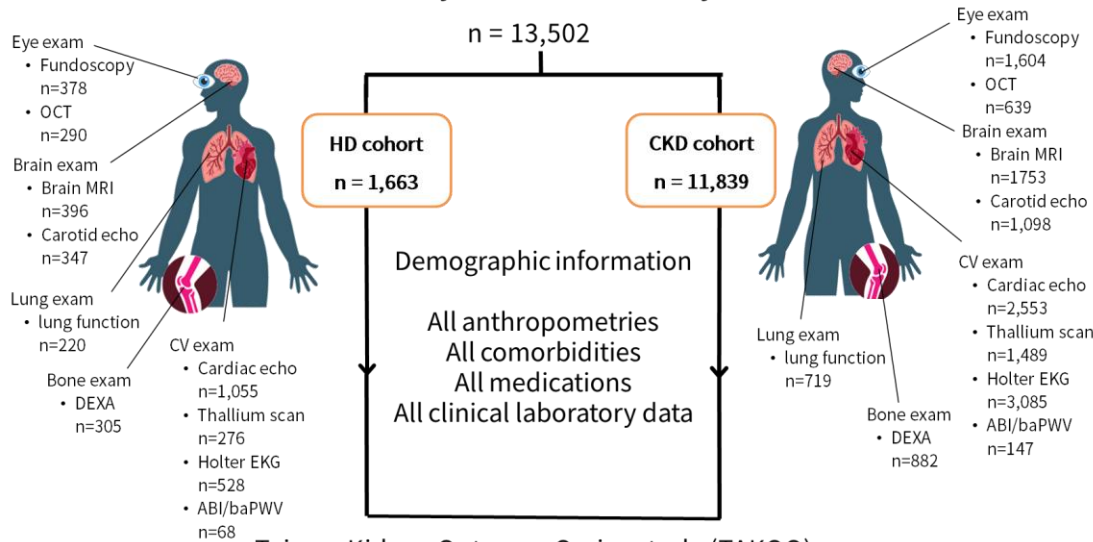 n = 13,502
Eye exam
• Fundoscopy
n=378
• OCT
n=290
Brain exam
• Brain MRI
n=396
• Carotid echo
n=347
Lung exam
• lung function
n=220
Bone exam
• DEXA
n=305
CV exam
• Cardiac echo
n=1,055
• Thallium scan
n=276
• Holter EKG
n=528
• ABI/baPWV
n=68
HD cohort
n = 1,663
CKD cohort
n = 11,839
Demographic information
All anthropometries
All comorbidities
All medications
All clinical laboratory data
Eye exam
• Fundoscopy
n=1,604
• OCT
n=639
Brain exam
• Brain MRI
n=1753
• Carotid echo
n=1,098
CV exam
• Cardiac echo
n=2,553
• Thallium scan
n=1,489
• Holter EKG
n=3,085
• ABI/baPWV
n=147
Lung exam
• lung function
n=719
Bone exam
• DEXA
n=882